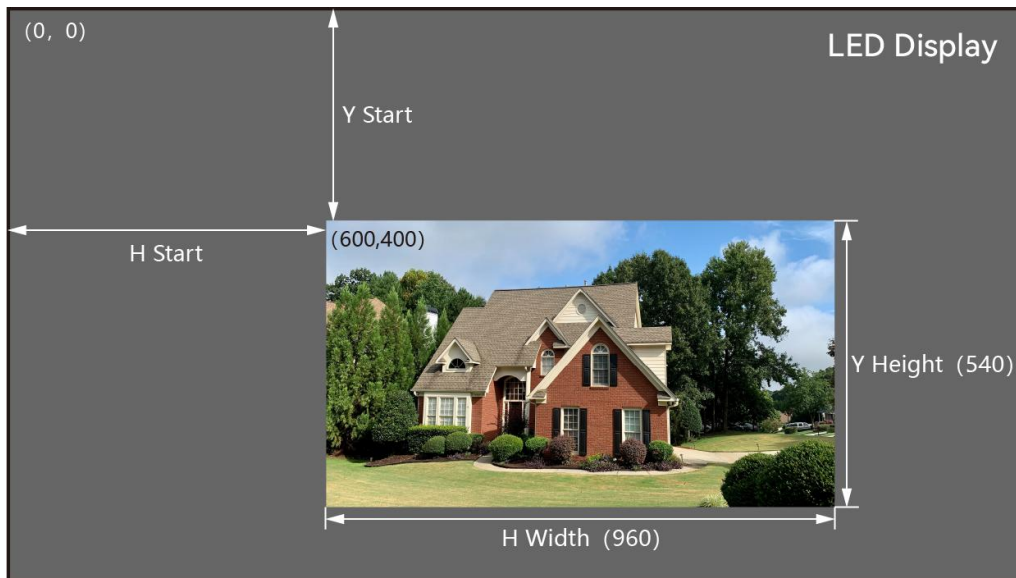 (0, 0)
LED Display
Y Start
H Start
(600,400)
Y Height (540)
H Width (960)